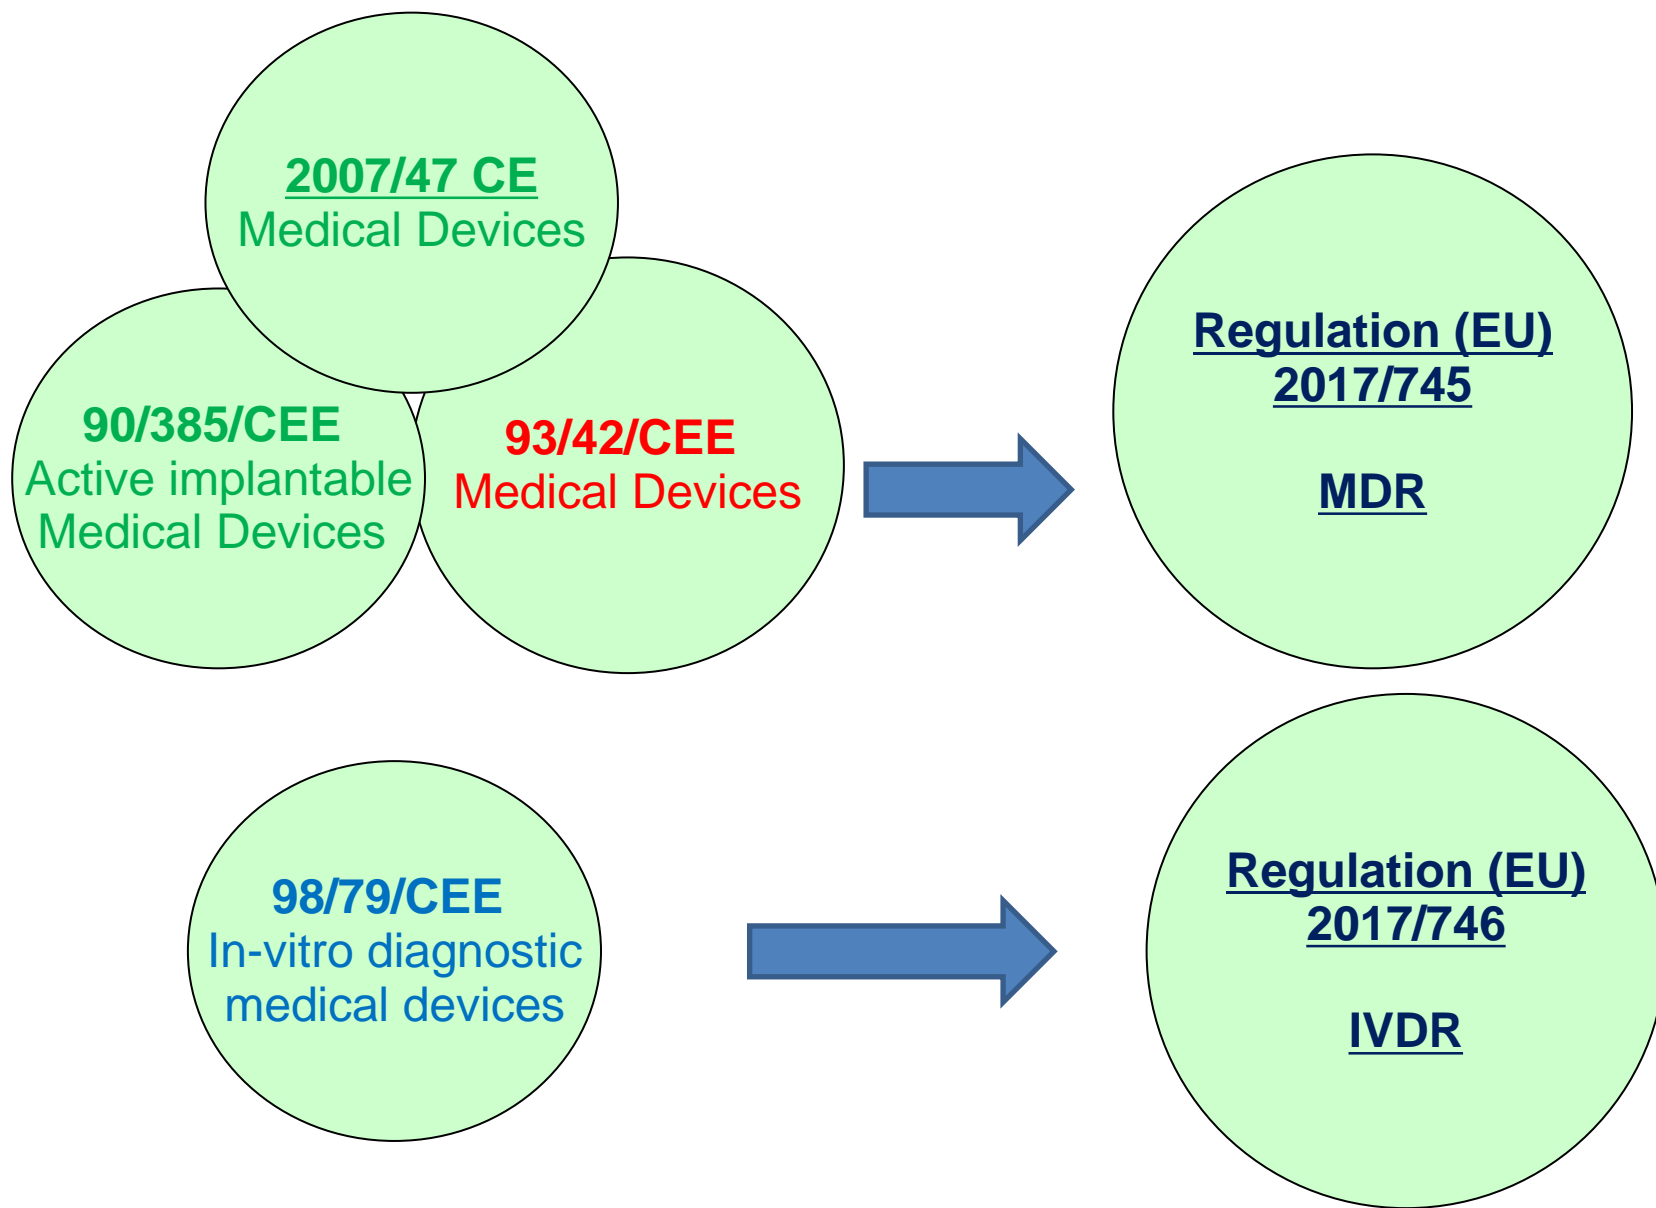 2007/47 CE
Medical Devices
90/385/CEE
Active implantable
Medical Devices
93/42/CEE
Medical Devices
Regulation (EU)
2017/745
MDR
98/79/CEE
In-vitro diagnostic
medical devices
Regulation (EU)
2017/746
IVDR